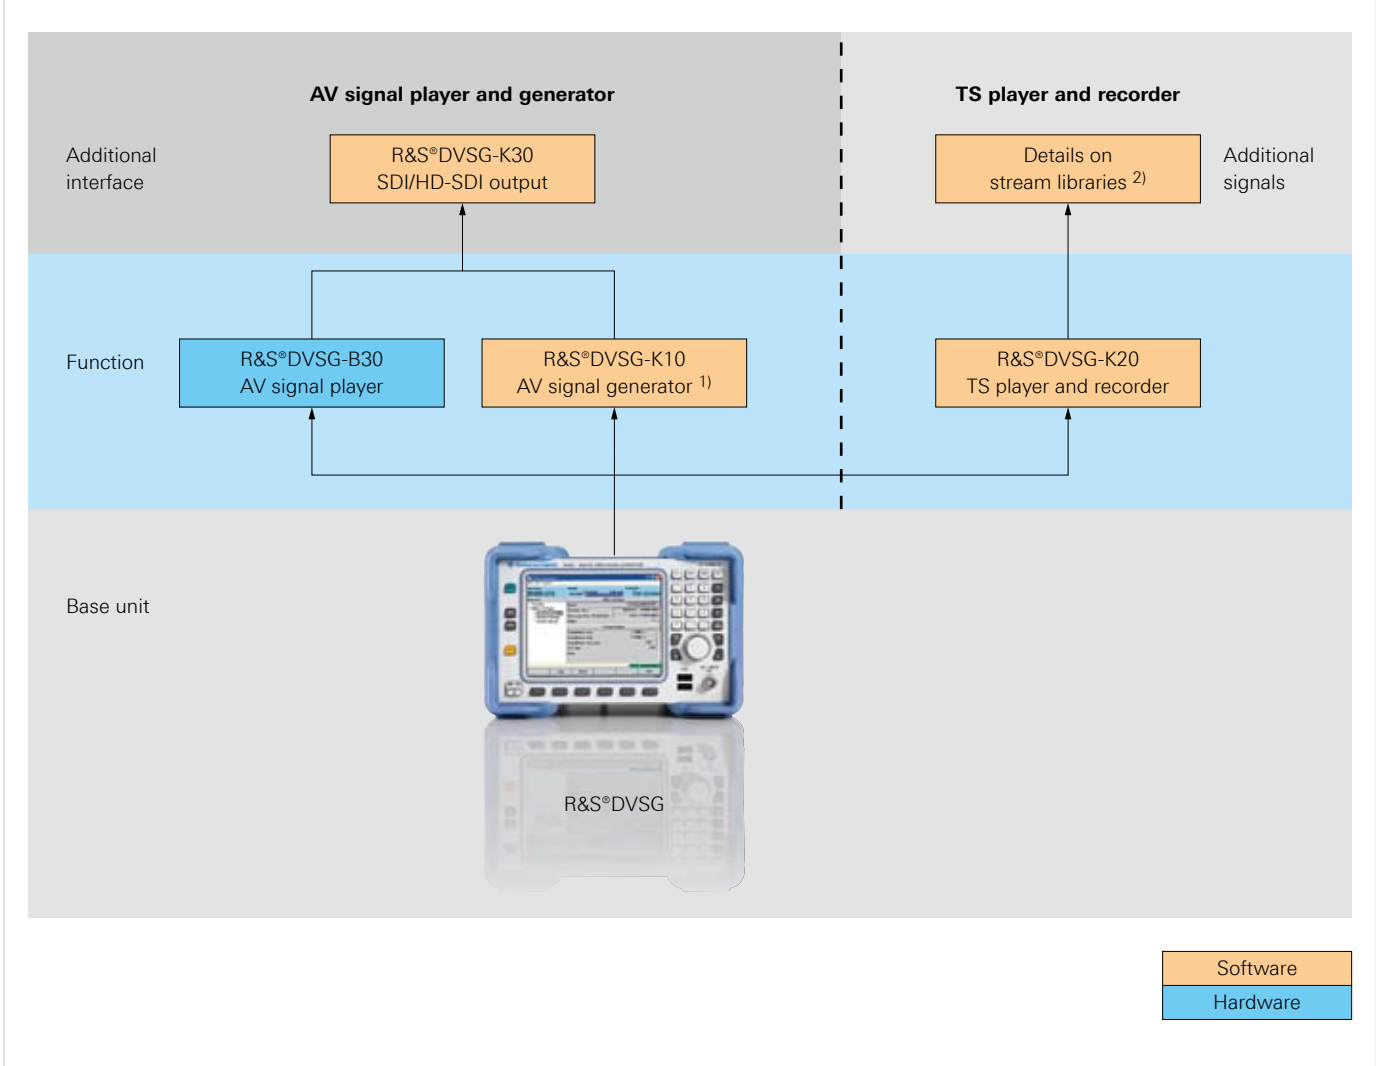 AV signal player and generator
TS player and recorder
Additional
interface
R&S®DVSG-K30
SDI/HD-SDI output
Details on
stream libraries 2)
Additional
signals
Function
R&S®DVSG-B30
AV signal player
R&S®DVSG-K10
AV signal generator 1)
R&S®DVSG-K20
TS player and recorder
Base unit
R&S®DVSG
Software
Hardware